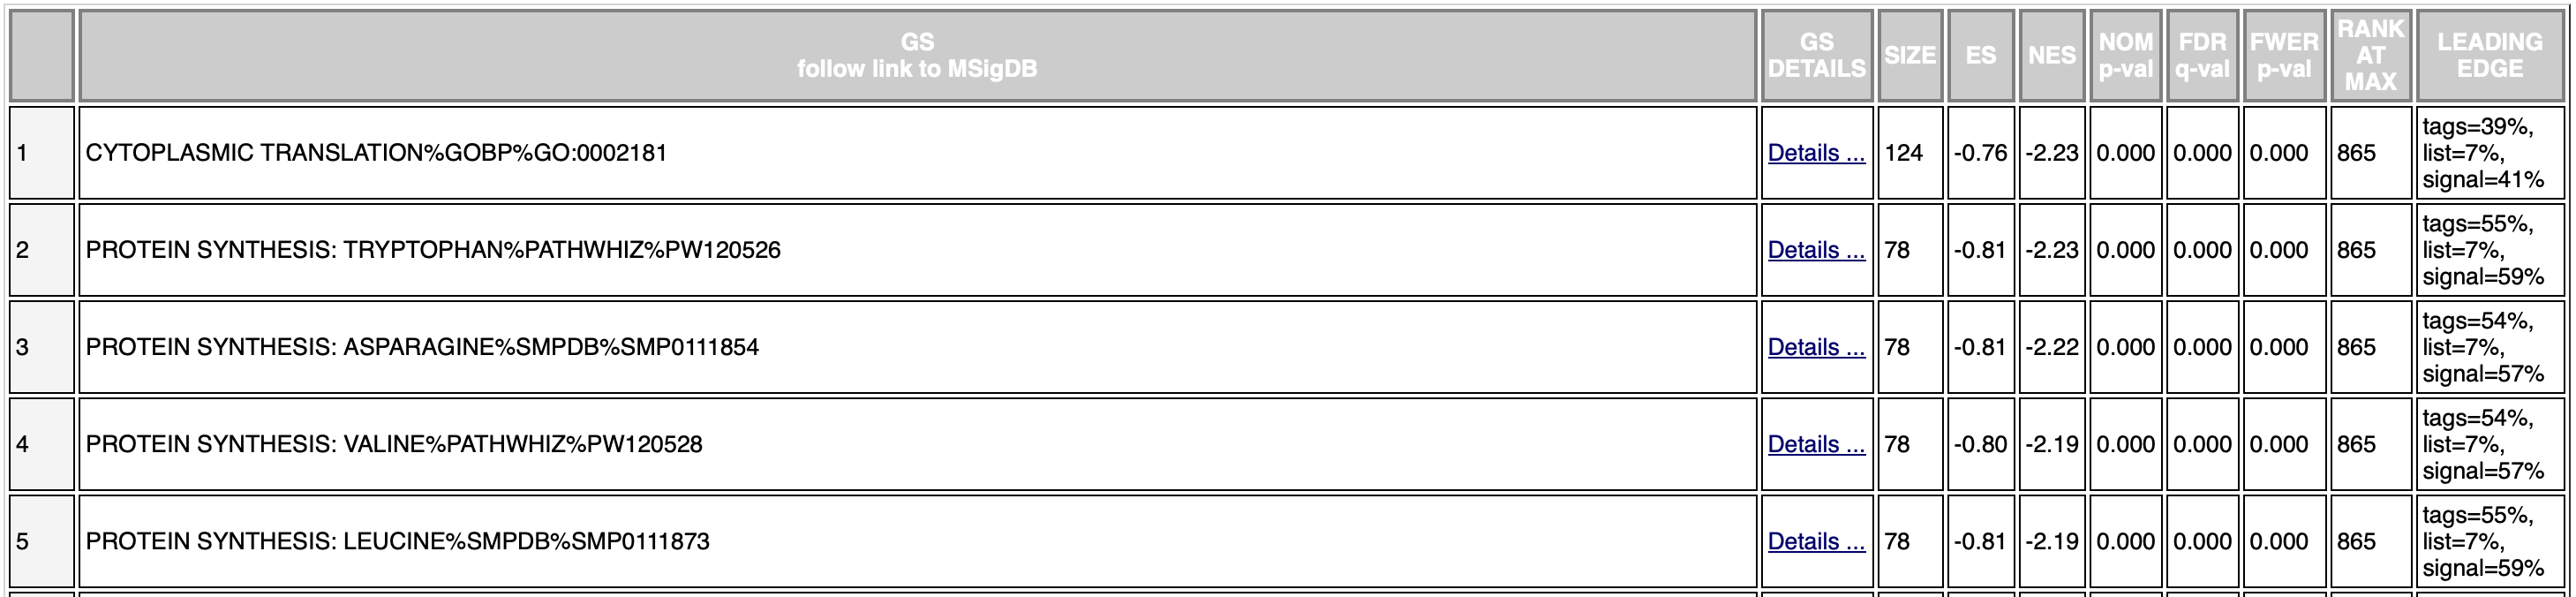 GS
follow link to MSigDB
GS
DETAILS
SIZE
ES
NES
NOM
p-val
FDR
q-val
FWER
p-val
RANK
AT
MAX
LEADING
EDGE
1
CYTOPLASMIC TRANSLATION%GOBP%GO:0002181
Details ...
124
-0.76
-2.23
0.000
0.000
0.000
865
tags=39%,
list=7%,
signal=41%
2
PROTEIN SYNTHESIS: TRYPTOPHAN%PATHWHIZ%PW120526
Details ...
78
-0.81
-2.23
0.000
0.000
0.000
865
tags=55%,
list=7%,
signal=59%
3
PROTEIN SYNTHESIS: ASPARAGINE%SMPDB%SMP0111854
Details ...
78
-0.81
-2.22
0.000
0.000
0.000
865
tags=54%,
list=7%,
signal=57%
4
PROTEIN SYNTHESIS: VALINE%PATHWHIZ%PW120528
Details ...
78
-0.80
-2.19
0.000
0.000
0.000
865
tags=54%,
list=7%,
signal=57%
5
PROTEIN SYNTHESIS: LEUCINE%SMPDB%SMP0111873
Details ...
78
-0.81
-2.19
0.000
0.000
0.000
865
tags=55%,
list=7%,
signal=59%